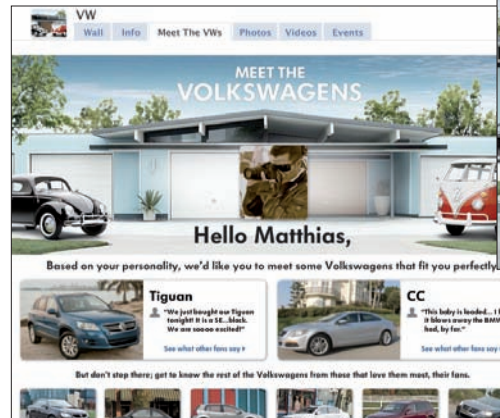 VW
Wall Info Meet The VWs Photos Videos Events
MEET THE
VOLKSWAGENS
Hello Matthias,
Based on your personality, we'd like you to meet some Volkswagens that fit you perfectly
Tiguan
"We just bought our Tiguan
tonight! It is a SE...black.
We are soooo excited!"
See what other fans say
CC
"This baby is loaded... I
it blows away the BMW
had, by far."
See what other fans say
But don't stop there; get to know the rest of the Volkswagens from those that love them most, their fans.